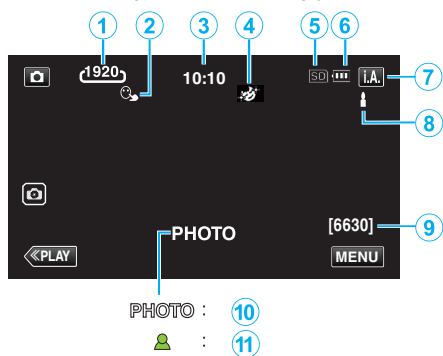 1 2 3 4 5 6
1920 10:10 SD i.A. 7
8
PHOTO [6630] 9
≪PLAY MENU
PHOTO : 10
: 11